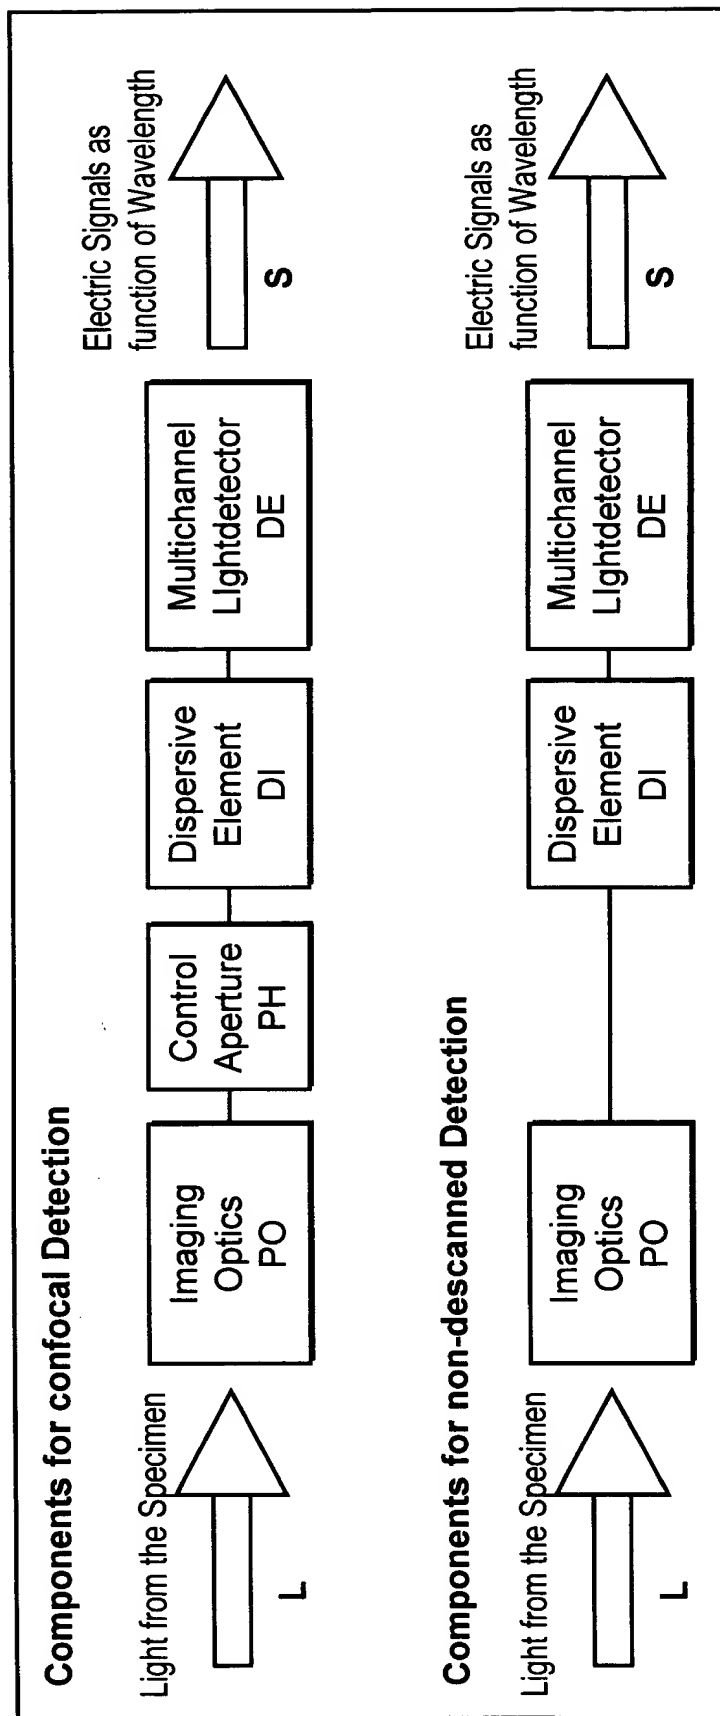 Components for confocal Detection
Light from the Specimen
L
Imaging
Optics
PO
Control
Aperture
PH
Dispersive
Element
DI
Multichannel
LIghtdetector
DE
Electric Signals as
function of Wavelength
S
Components for non-descanned Detection
Light from the Specimen
L
Imaging
Optics
PO
Dispersive
Element
DI
Multichannel
LIghtdetector
DE
Electric Signals as
function of Wavelength
S